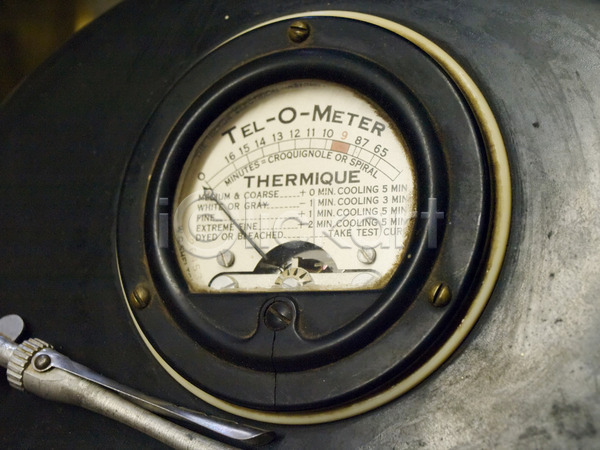 TEL-O-METER
16 15 14 13 12 11 10 9 8 7 6 5
0
MINUTES = CROQUIGNOLE OR SPIRAL
THERMIQUE
MEDIUM & COARSE + 0 MIN. COOLING 5 MIN
WHITE OR GRAY - 1 MIN. COOLING 3 MIN
FINE + 1 MIN. COOLING 5 MIN
EXTREME FINE + 2 MIN. COOLING 5 MIN
DYED OR BLEACHED TAKE TEST CURL